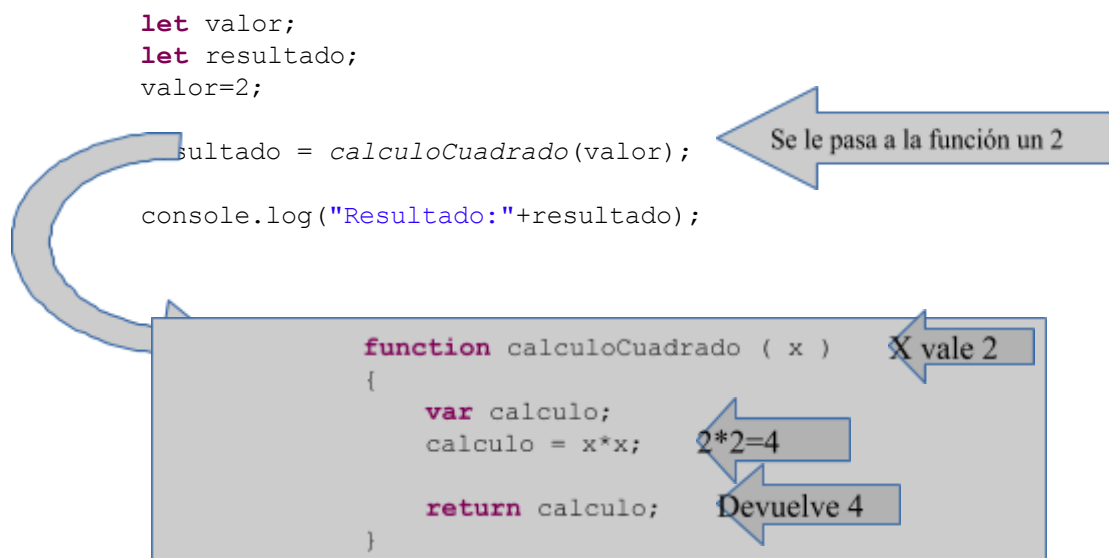 let valor;
let resultado;
valor=2;
sultado = calculoCuadrado(valor);
Se le pasa a la función un 2
console.log("Resultado:"+resultado);
function calculoCuadrado ( x )
X vale 2
{
var calculo;
calculo = x*x;
2*2=4
return calculo;
Devuelve 4
}